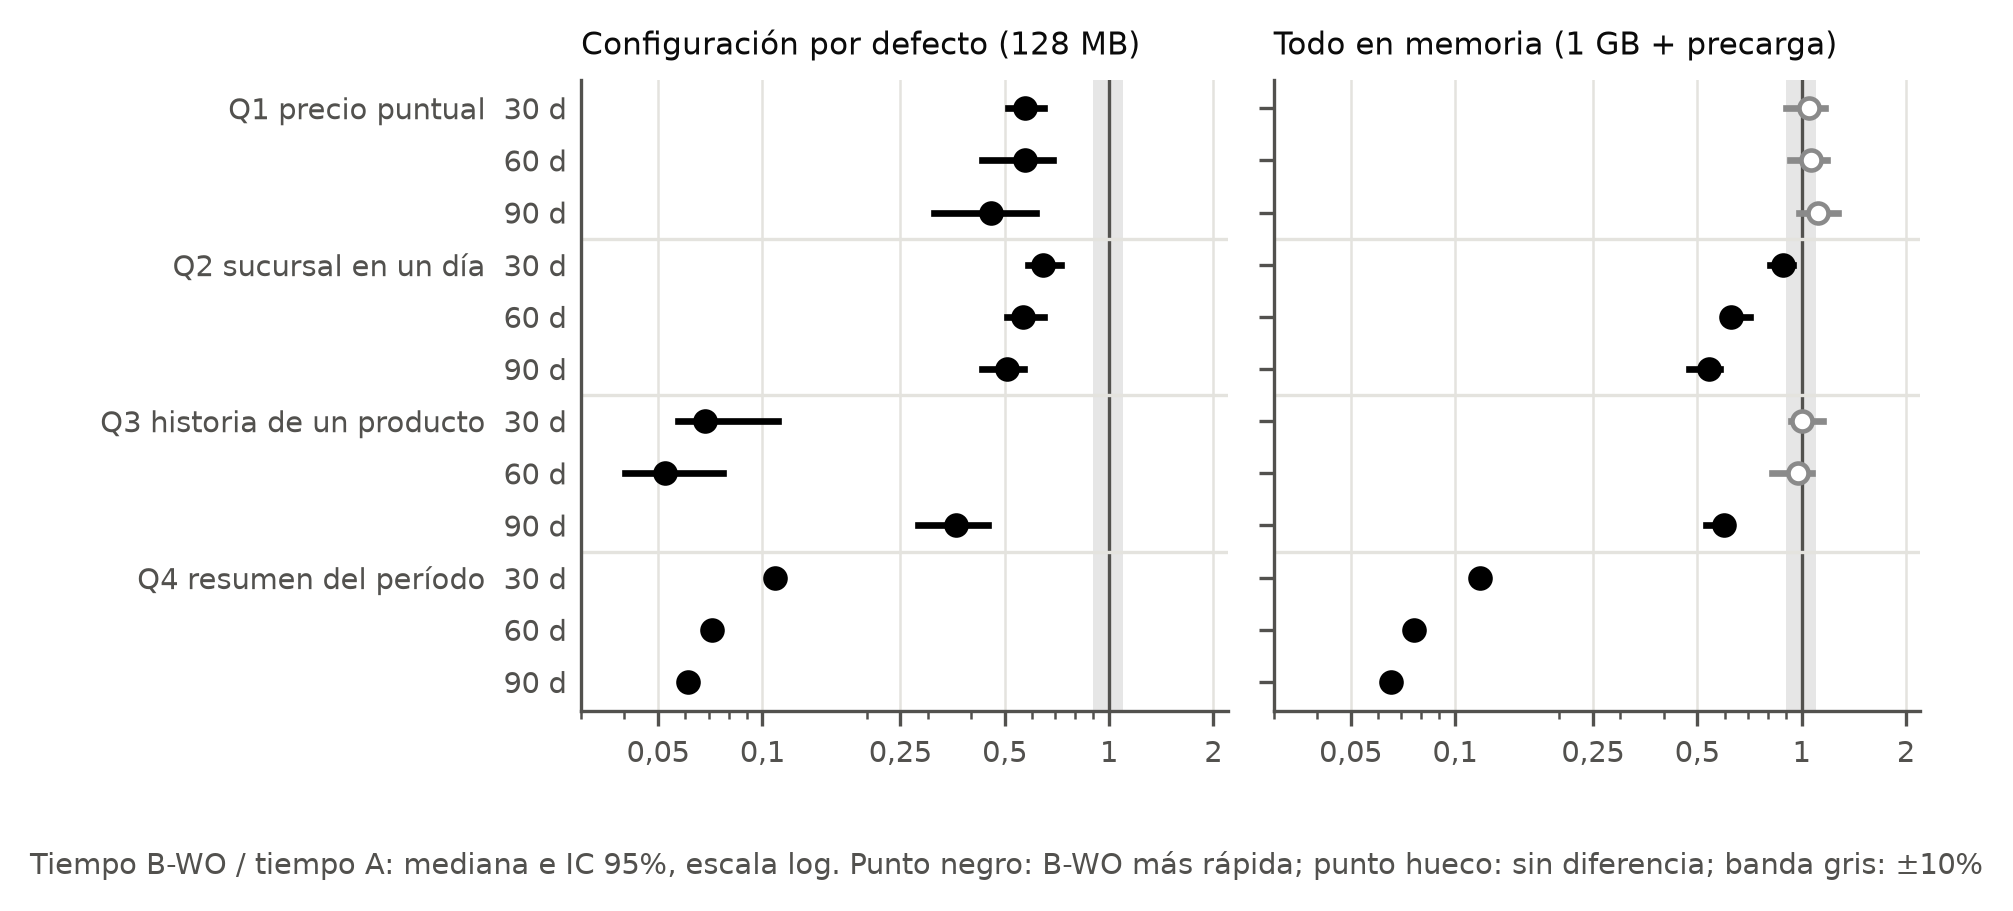 Configuración por defecto (128 MB)
Todo en memoria (1 GB + precarga)
Q1 precio puntual 30 d
60 d
90 d
Q2 sucursal en un día 30 d
60 d
90 d
Q3 historia de un producto 30 d
60 d
90 d
Q4 resumen del período 30 d
60 d
90 d
0,05 0,1 0,25 0,5 1 2
0,05 0,1 0,25 0,5 1 2
Tiempo B-WO / tiempo A: mediana e IC 95%, escala log. Punto negro: B-WO más rápida; punto hueco: sin diferencia; banda gris: ±10%